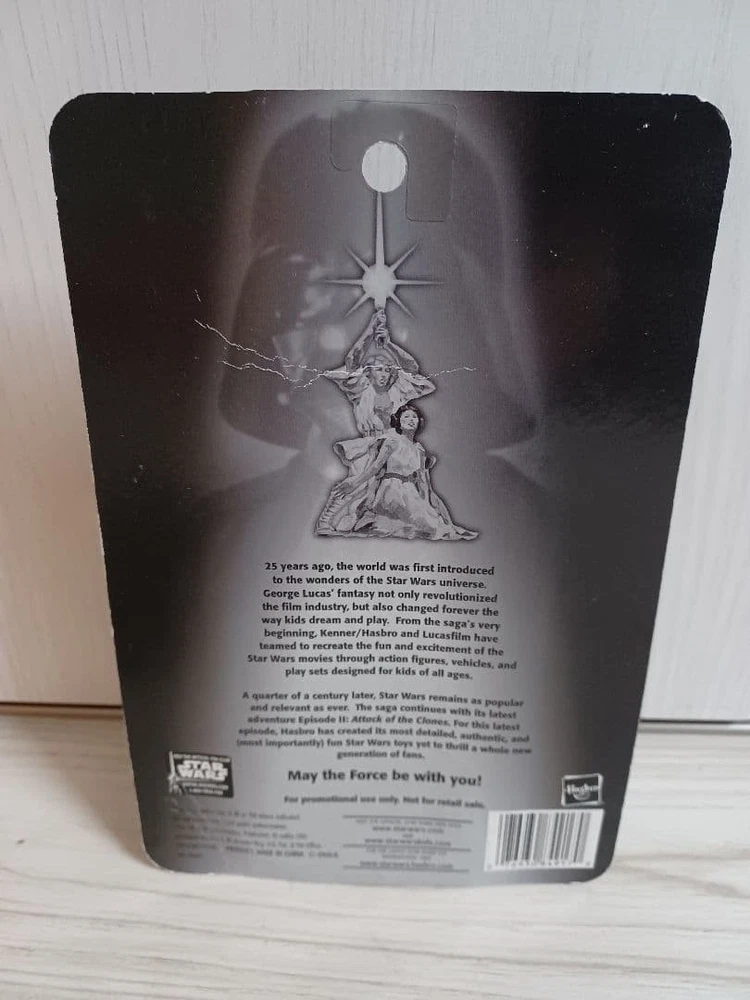 25 years ago, the world was first introduced
to the wonders of the Star Wars universe.
George Lucas' fantasy not only revolutionized
the film industry, but also changed forever the
way kids dream and play. From the saga's very
beginning, Kenner/Hasbro and Lucasfilm have
teamed to recreate the fun and excitement of the
Star Wars movies through action figures, vehicles, and
play sets designed for kids of all ages.
A quarter of a century later, Star Wars remains as popular
and relevant as ever. The saga continues with its latest
adventure Episode II: Attack of the Clones. For this latest
episode, Hasbro has created its most detailed, authentic, and
(most importantly) fun Star Wars toys yet to thrill a whole new
generation of fans.
May the Force be with you!
For promotional use only. Not for retail sale.
STAR
WARS
Hasbro
www.starwars.com
www.starwarskids.com
www.starwars.hasbro.com